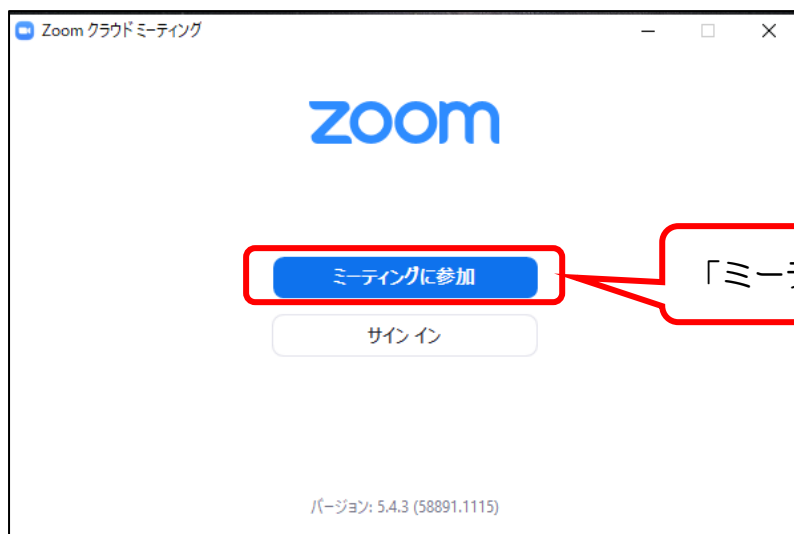 Zoom クラウド ミーティング
zoom
ミーティングに参加
「ミーテ
サイン イン
バージョン: 5.4.3 (58891.1115)